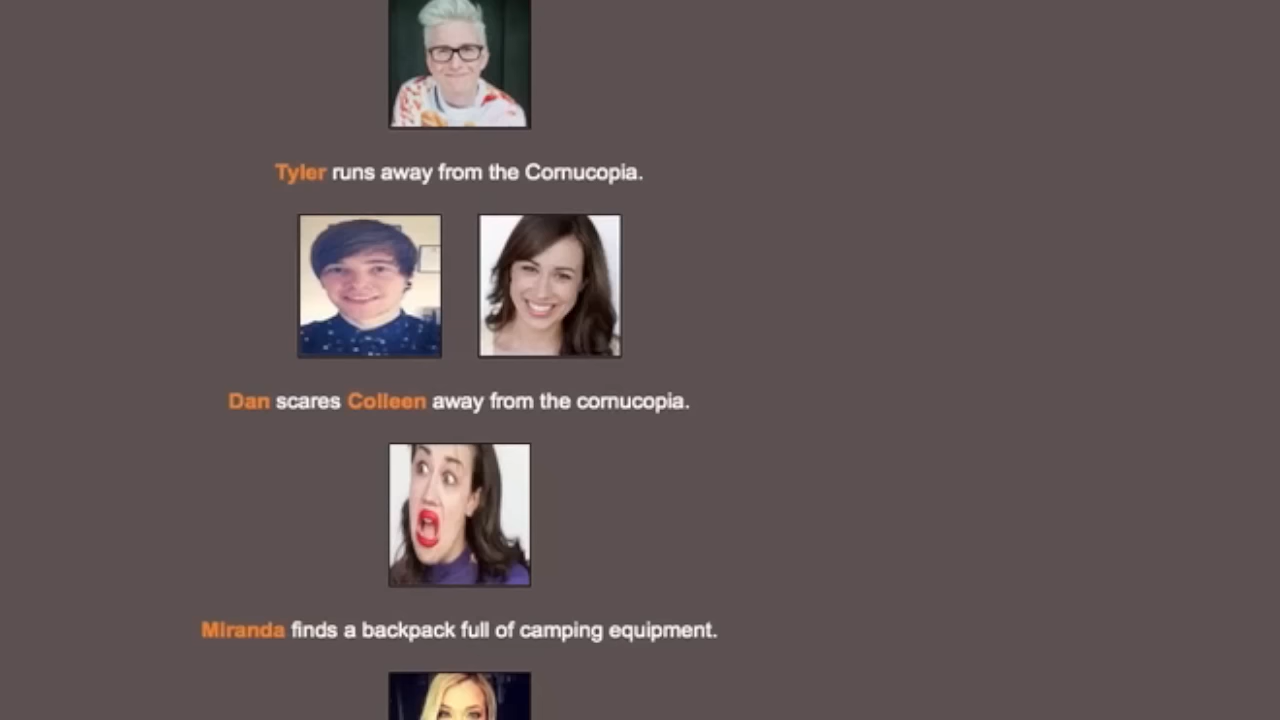 Tyler runs away from the Cornucopia.
Dan scares Colleen away from the cornucopia.
Miranda finds a backpack full of camping equipment.